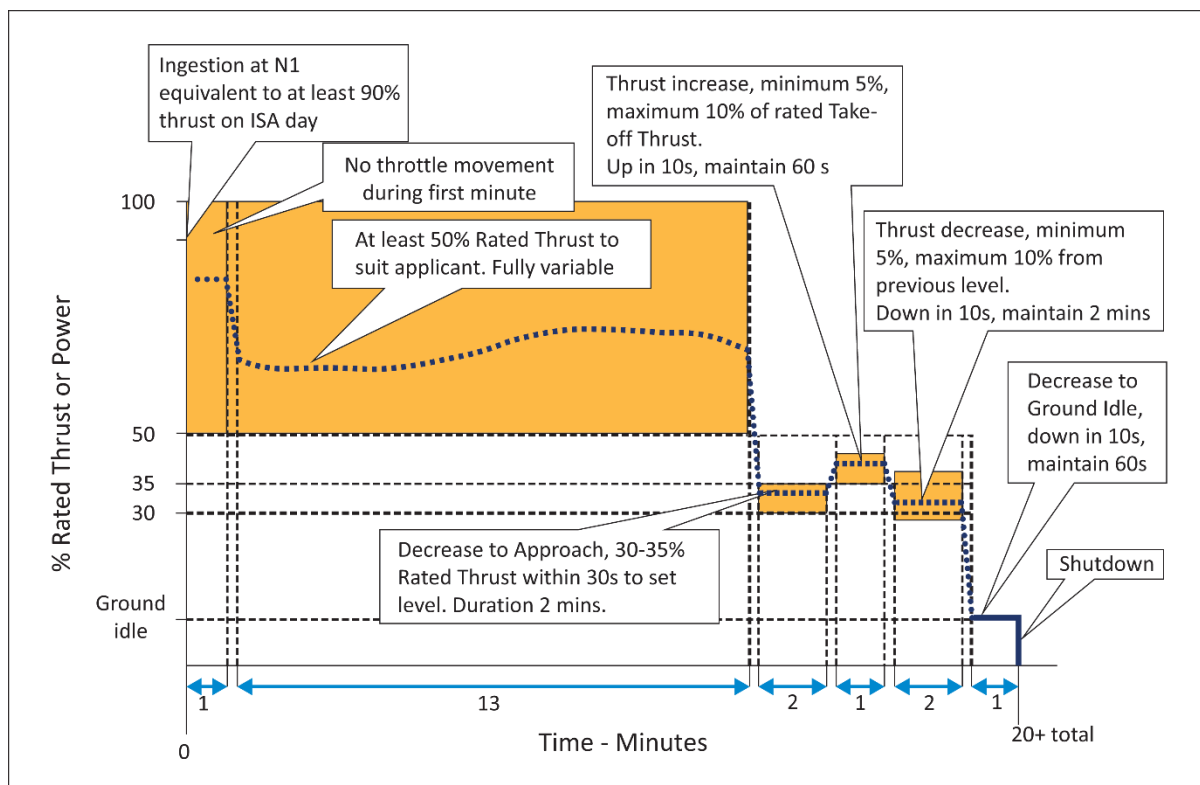 Ingestion at N1
equivalent to at least 90%
thrust on ISA day
No throttle movement
during first minute
At least 50% Rated Thrust to
suit applicant. Fully variable
Thrust increase, minimum 5%,
maximum 10% of rated Take-
off Thrust.
Up in 10s, maintain 60 s
Thrust decrease, minimum
5%, maximum 10% from
previous level.
Down in 10s, maintain 2 mins
Decrease to
Ground Idle,
down in 10s,
maintain 60s
Decrease to Approach, 30-35%
Rated Thrust within 30s to set
level. Duration 2 mins.
Shutdown
% Rated Thrust or Power
100
50
35
30
Ground
idle
1
13
2
1
2
1
0
Time - Minutes
20+ total